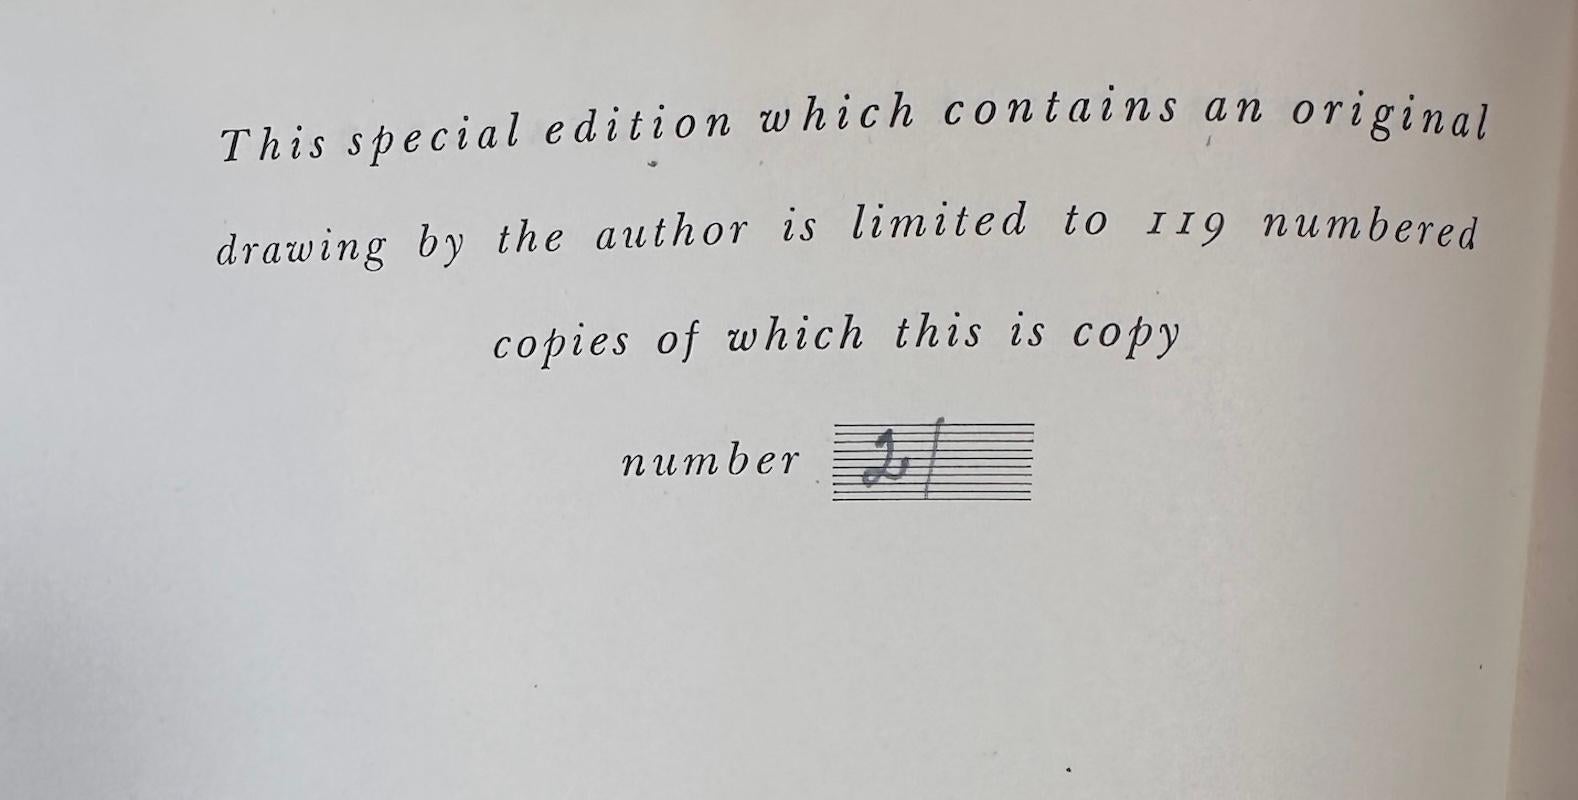 This special edition which contains an original
drawing by the author is limited to 119 numbered
copies of which this is copy
number 21